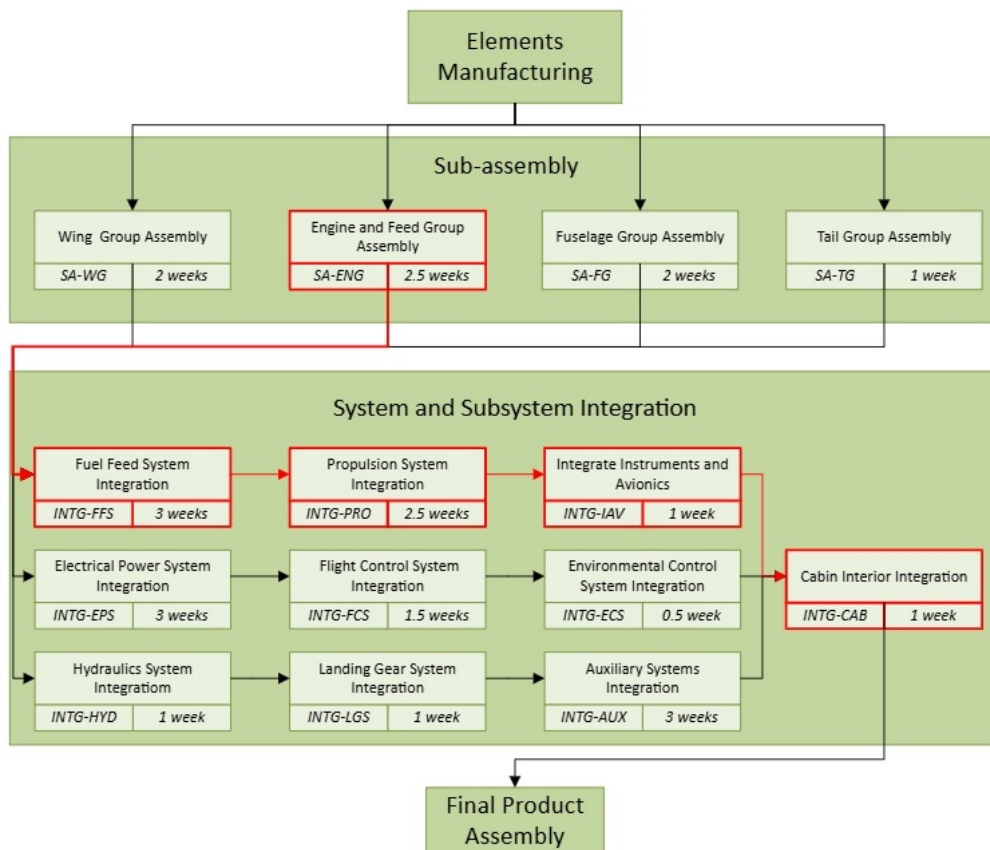 Elements
Manufacturing
Sub-assembly
Wing Group Assembly
SA-WG 2 weeks
Engine and Feed Group
Assembly
SA-ENG 2.5 weeks
Fuselage Group Assembly
SA-FG 2 weeks
Tail Group Assembly
SA-TG 1 week
System and Subsystem Integration
Fuel Feed System
Integration
INTG-FFS 3 weeks
Propulsion System
Integration
INTG-PRO 2.5 weeks
Integrate Instruments and
Avionics
INTG-IAV 1 week
Electrical Power System
Integration
INTG-EPS 3 weeks
Flight Control System
Integration
INTG-FCS 1.5 weeks
Environmental Control
System Integration
INTG-ECS 0.5 week
Cabin Interior Integration
INTG-CAB 1 week
Hydraulics System
Integratiom
INTG-HYD 1 week
Landing Gear System
Integration
INTG-LGS 1 week
Auxiliary Systems
Integration
INTG-AUX 3 weeks
Final Product
Assembly